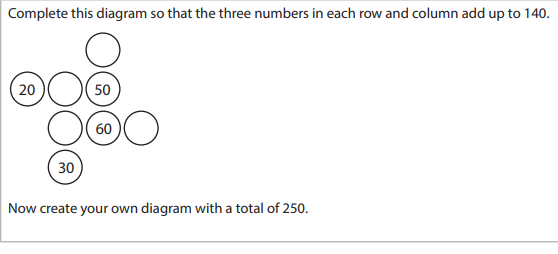 Complete this diagram so that the three numbers in each row and column add up to 140.
20 50
60
30
Now create your own diagram with a total of 250.